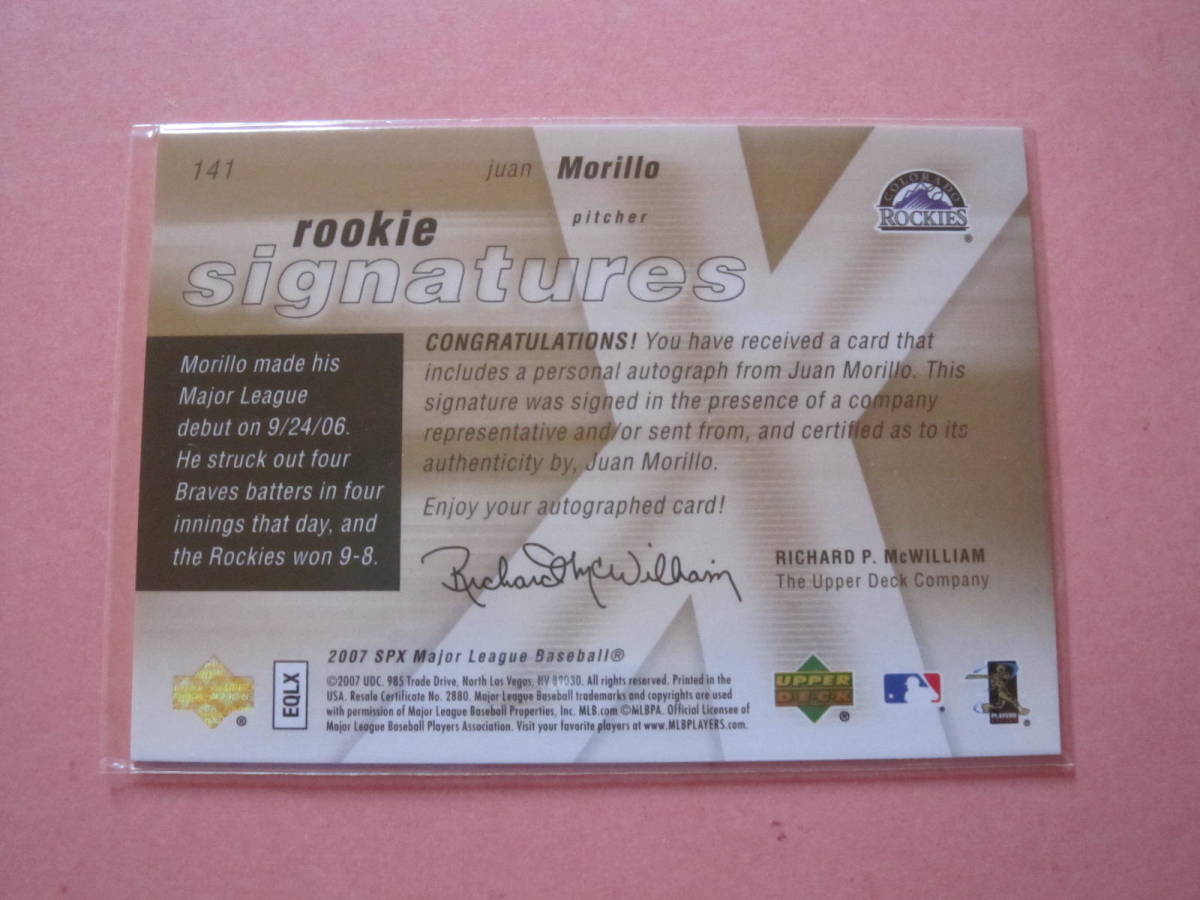 141
juan Morillo
pitcher
COLORADO
ROCKIES
rookie
signatures
Morillo made his
Major League
debut on 9/24/06.
He struck out four
Braves batters in four
innings that day, and
the Rockies won 9-8.
CONGRATULATIONS! You have received a card that
includes a personal autograph from Juan Morillo. This
signature was signed in the presence of a company
representative and/or sent from, and certified as to its
authenticity by, Juan Morillo.
Enjoy your autographed card!
Richard McWilliam
RICHARD P. McWILLIAM
The Upper Deck Company
2007 SPX Major League Baseball®
©2007 UDC. 985 Trade Drive, North Las Vegas, NV 89030. All rights reserved. Printed in the
USA. Resale Certificate No. 2880. Major League Baseball trademarks and copyrights are used
with permission of Major League Baseball Properties, Inc. MLB.com ©MLBPA. Official Licensee of
Major League Baseball Players Association. Visit your favorite players at www.MLBPLAYERS.com.
EQLX
UPPER
DECK
PLAYERS